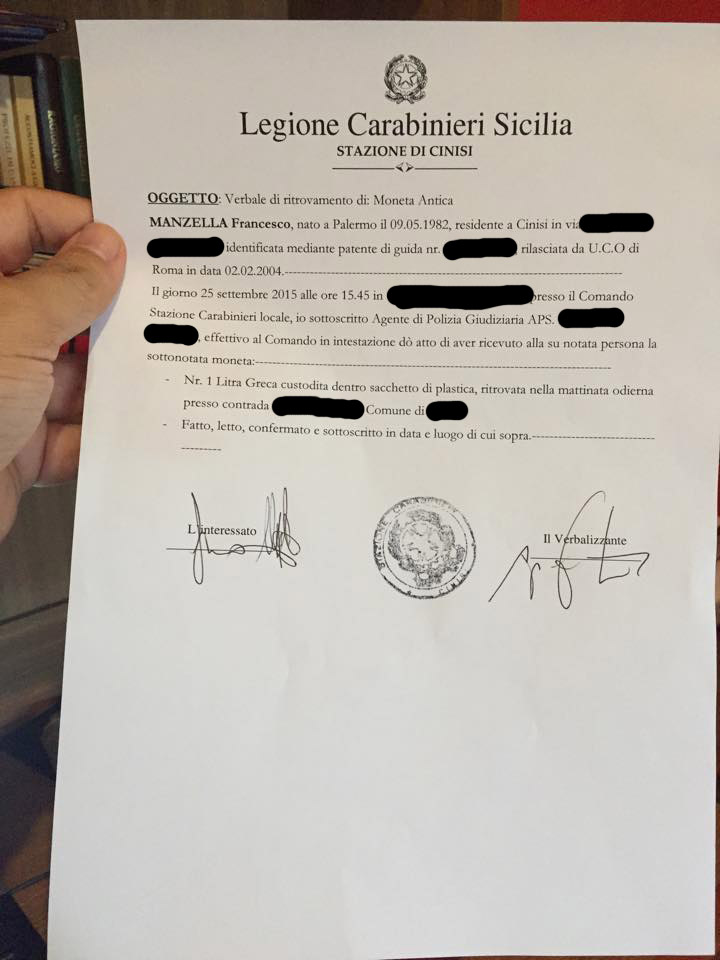 Legione Carabinieri Sicilia
STAZIONE DI CINISI
OGGETTO: Verbale di ritrovamento di: Moneta Antica
MANZELLA Francesco, nato a Palermo il 09.05.1982, residente a Cinisi in via
identificata mediante patente di guida nr. rilasciata da U.C.O di
Roma in data 02.02.2004.-----------------------------------------------------------------------
Il giorno 25 settembre 2015 alle ore 15.45 in presso il Comando
Stazione Carabinieri locale, io sottoscritto Agente di Polizia Giudiziaria APS.
, effettivo al Comando in intestazione dò atto di aver ricevuto alla su notata persona la
sottonotata moneta:---------------------------------------------------------------------------
- Nr. 1 Litra Greca custodita dentro sacchetto di plastica, ritrovata nella mattinata odierna
presso contrada Comune di
- Fatto, letto, confermato e sottoscritto in data e luogo di cui sopra.--------------------------
---------
L'interessato
STAZIONE CARABINIERI
CINISI
Il Verbalizzante